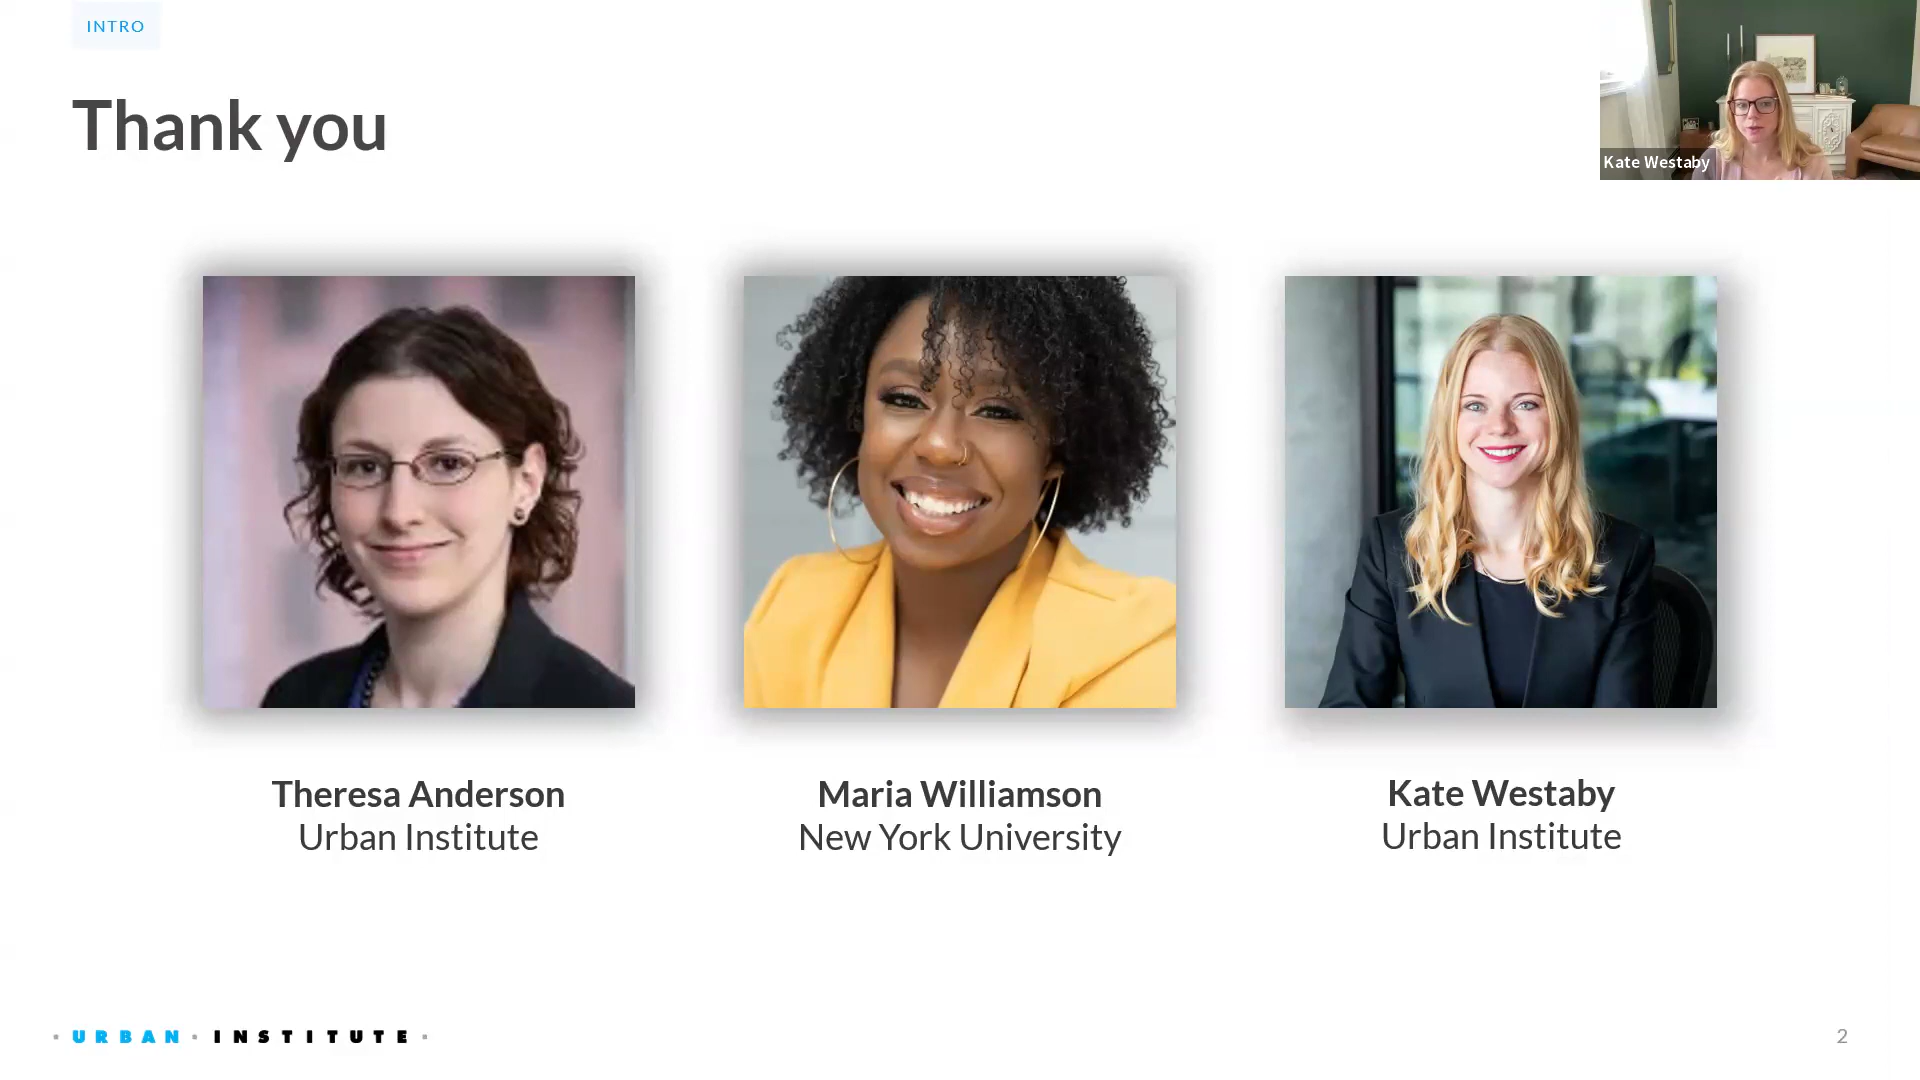 INTRO
Thank you
Kate Westaby
Theresa Anderson
Urban Institute
Maria Williamson
New York University
Kate Westaby
Urban Institute
· URBAN · INSTITUTE ·
2